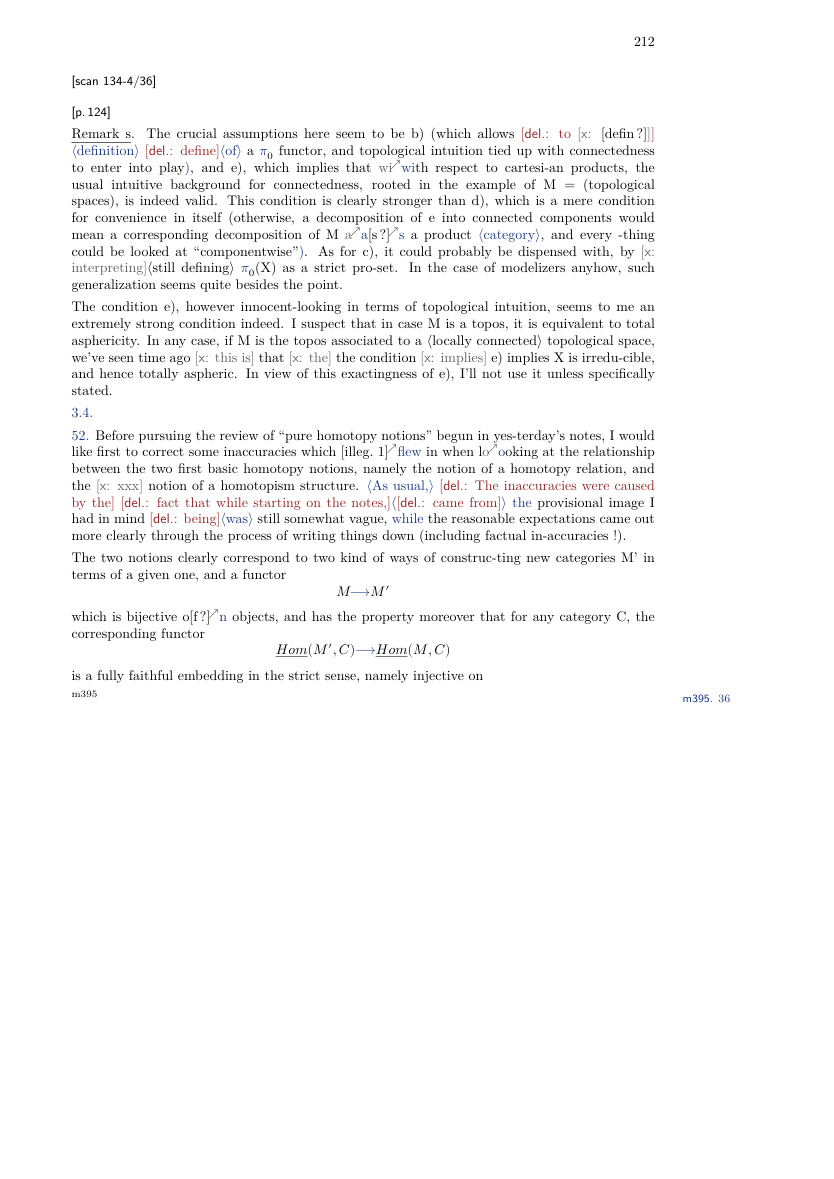 212
[scan 134-4/36]
[p. 124]
Remark s. The crucial assumptions here seem to be b) (which allows [del.: to [x: [defin ?]]]
⟨definition⟩ [del.: define]⟨of⟩ a π₀ functor, and topological intuition tied up with connectedness
to enter into play), and e), which implies that wi↗with respect to cartesi-an products, the
usual intuitive background for connectedness, rooted in the example of M = (topological
spaces), is indeed valid. This condition is clearly stronger than d), which is a mere condition
for convenience in itself (otherwise, a decomposition of e into connected components would
mean a corresponding decomposition of M a↗a[s ?]↗s a product ⟨category⟩, and every -thing
could be looked at “componentwise”). As for c), it could probably be dispensed with, by [x:
interpreting]⟨still defining⟩ π₀(X) as a strict pro-set. In the case of modelizers anyhow, such
generalization seems quite besides the point.
The condition e), however innocent-looking in terms of topological intuition, seems to me an
extremely strong condition indeed. I suspect that in case M is a topos, it is equivalent to total
asphericity. In any case, if M is the topos associated to a ⟨locally connected⟩ topological space,
we’ve seen time ago [x: this is] that [x: the] the condition [x: implies] e) implies X is irredu-cible,
and hence totally aspheric. In view of this exactingness of e), I’ll not use it unless specifically
stated.
3.4.
52. Before pursuing the review of “pure homotopy notions” begun in yes-terday’s notes, I would
like first to correct some inaccuracies which [illeg. 1]↗flew in when lo↗ooking at the relationship
between the two first basic homotopy notions, namely the notion of a homotopy relation, and
the [x: xxx] notion of a homotopism structure. ⟨As usual,⟩ [del.: The inaccuracies were caused
by the] [del.: fact that while starting on the notes,]⟨[del.: came from]⟩ the provisional image I
had in mind [del.: being]⟨was⟩ still somewhat vague, while the reasonable expectations came out
more clearly through the process of writing things down (including factual in-accuracies !).
The two notions clearly correspond to two kind of ways of construc-ting new categories M’ in
terms of a given one, and a functor
M⟶M′
which is bijective o[f ?]↗n objects, and has the property moreover that for any category C, the
corresponding functor
Hom(M′, C)⟶Hom(M, C)
is a fully faithful embedding in the strict sense, namely injective on
m395
m395. 36